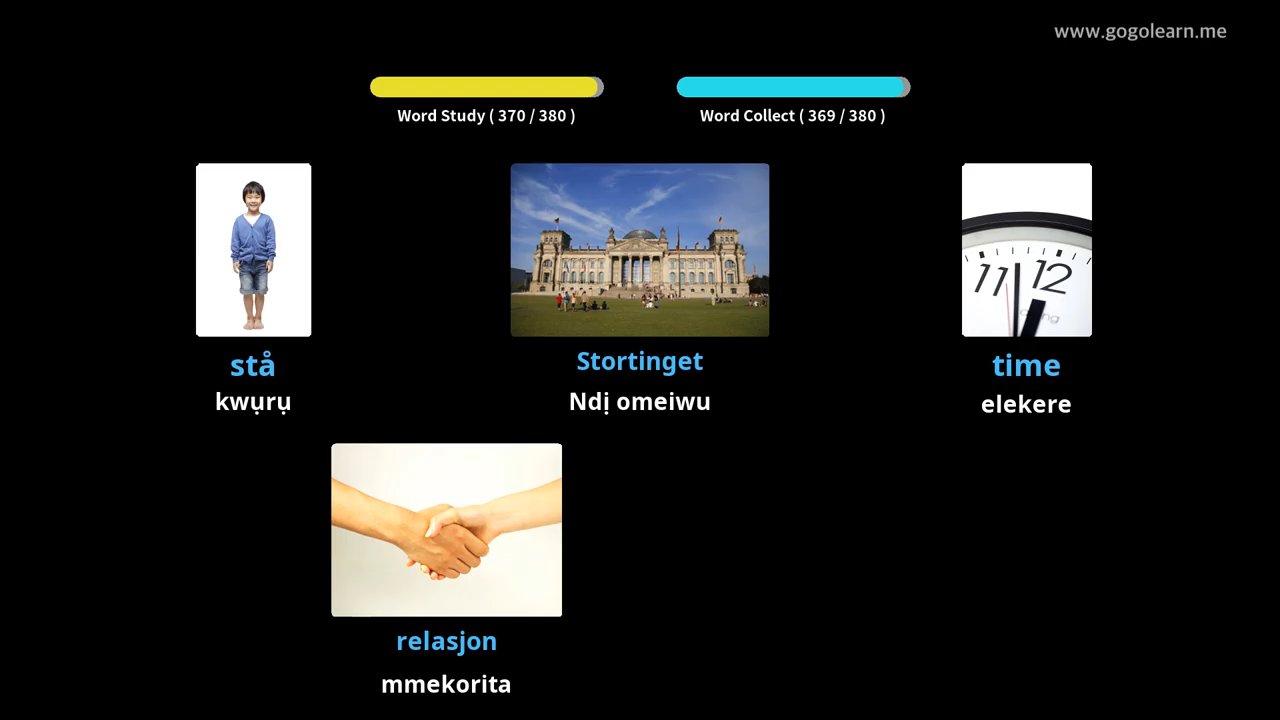 www.gogolearn.me
Word Study ( 370 / 380 )
Word Collect ( 369 / 380 )
11 12
stå
kwụrụ
Stortinget
Ndị omeiwu
time
elekere
relasjon
mmekorita